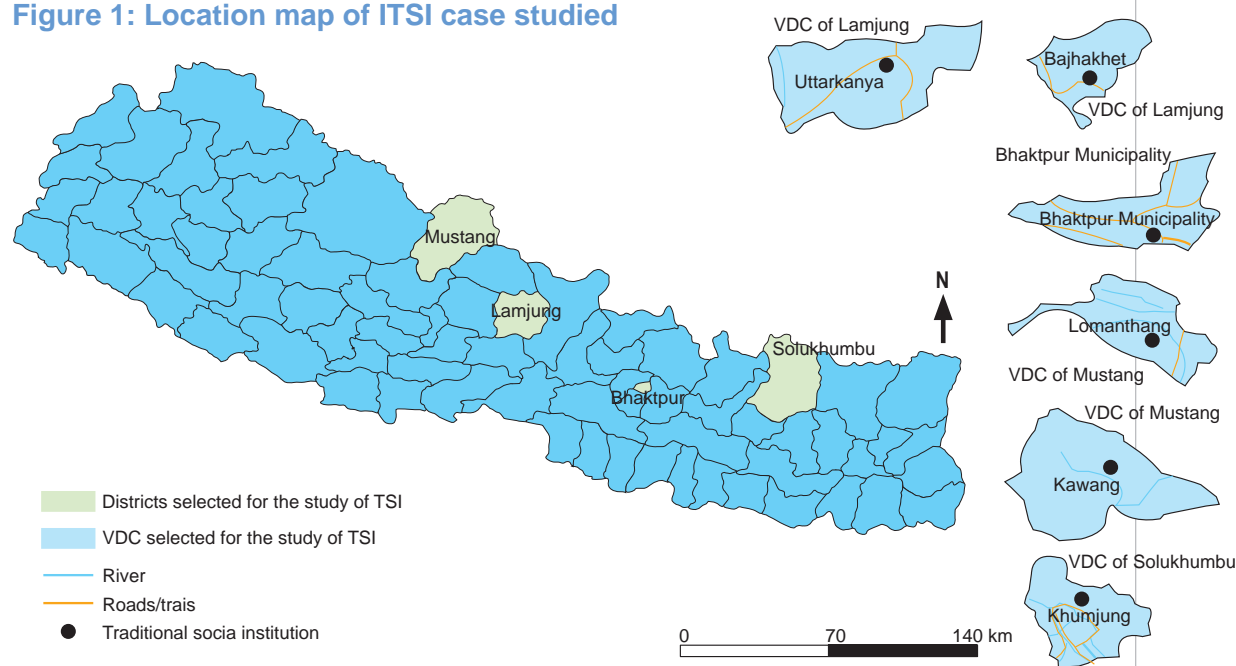 Figure 1: Location map of ITSI case studied
VDC of Lamjung
Uttarkanya
Bajhakhet
VDC of Lamjung
Bhaktpur Municipality
Bhaktpur Municipality
Lomanthang
VDC of Mustang
VDC of Mustang
Kawang
VDC of Solukhumbu
Khumjung
Mustang
Lamjung
Solukhumbu
Bhaktpur
N
Districts selected for the study of TSI
VDC selected for the study of TSI
River
Roads/trais
Traditional socia institution
0 70 140 km